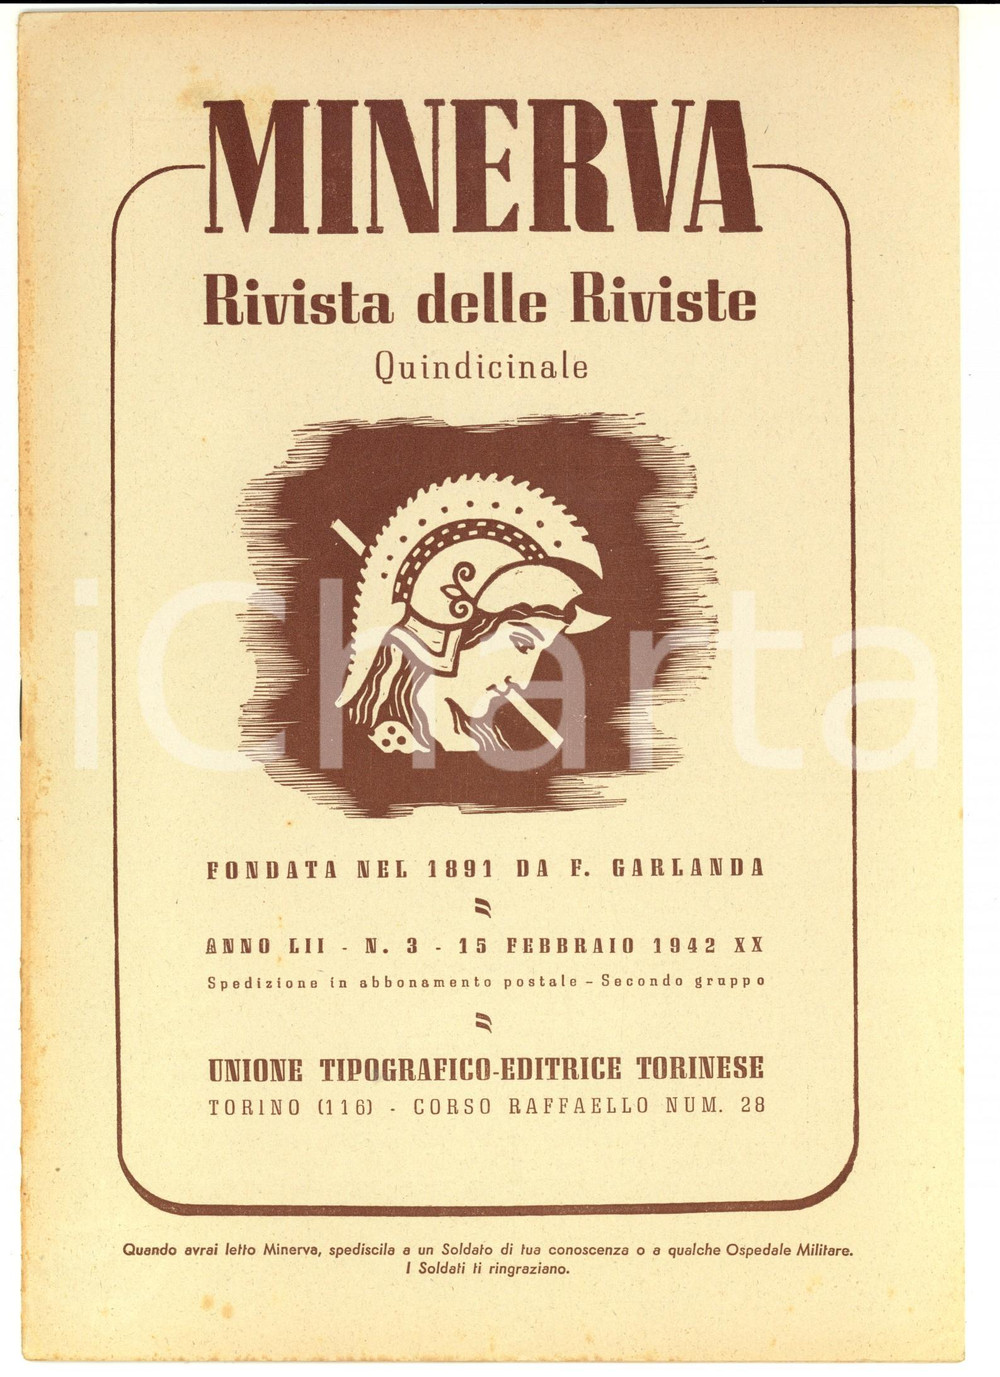 MINERVA
Rivista delle Riviste
Quindicinale
iCharta
FONDATA NEL 1891 DA F. GARLANDA
ANNO LII - N. 3 - 15 FEBBRAIO 1942 XX
Spedizione in abbonamento postale - Secondo gruppo
UNIONE TIPOGRAFICO-EDITRICE TORINESE
TORINO (116) - CORSO RAFFAELLO NUM. 28
Quando avrai letto Minerva, spediscila a un Soldato di tua conoscenza o a qualche Ospedale Militare.
I Soldati ti ringraziano.